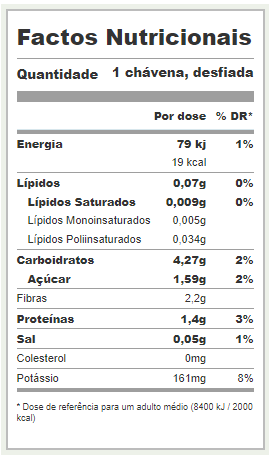 Factos Nutricionais
Quantidade 1 chávena, desfiada
Por dose % DR*
Energia 79 kj 1%
19 kcal
Lípidos 0,07g 0%
Lípidos Saturados 0,009g 0%
Lípidos Monoinsaturados 0,005g
Lípidos Poliinsaturados 0,034g
Carboidratos 4,27g 2%
Açúcar 1,59g 2%
Fibras 2,2g
Proteínas 1,4g 3%
Sal 0,05g 1%
Colesterol 0mg
Potássio 161mg 8%
* Dose de referência para um adulto médio (8400 kJ / 2000
kcal)